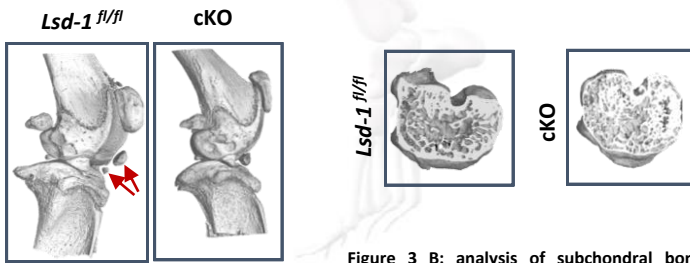 Lsd-1 fl/fl
cKO
Lsd-1 fl/fl
cKO
Figure 3 B: analysis of subchondral